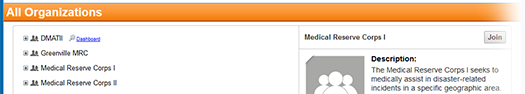 All Organizations
DMATII Dashboard
Greenville MRC
Medical Reserve Corps I
Medical Reserve Corps II
Medical Reserve Corps I Join
Description:
The Medical Reserve Corps I seeks to
medically assist in disaster-related
incidents in a specific geographic area